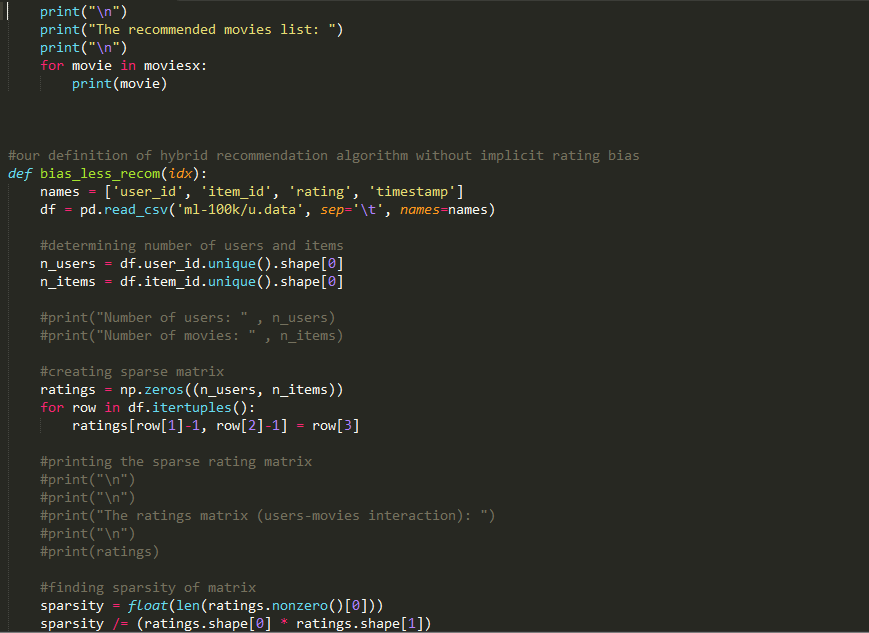 print("\n")
print("The recommended movies list: ")
print("\n")
for movie in moviesx:
print(movie)
#our definition of hybrid recommendation algorithm without implicit rating bias
def bias_less_recom(idx):
names = ['user_id', 'item_id', 'rating', 'timestamp']
df = pd.read_csv('ml-100k/u.data', sep='\t', names=names)
#determining number of users and items
n_users = df.user_id.unique().shape[0]
n_items = df.item_id.unique().shape[0]
#print("Number of users: " , n_users)
#print("Number of movies: " , n_items)
#creating sparse matrix
ratings = np.zeros((n_users, n_items))
for row in df.itertuples():
ratings[row[1]-1, row[2]-1] = row[3]
#printing the sparse rating matrix
#print("\n")
#print("\n")
#print("The ratings matrix (users-movies interaction): ")
#print("\n")
#print(ratings)
#finding sparsity of matrix
sparsity = float(len(ratings.nonzero()[0]))
sparsity /= (ratings.shape[0] * ratings.shape[1])